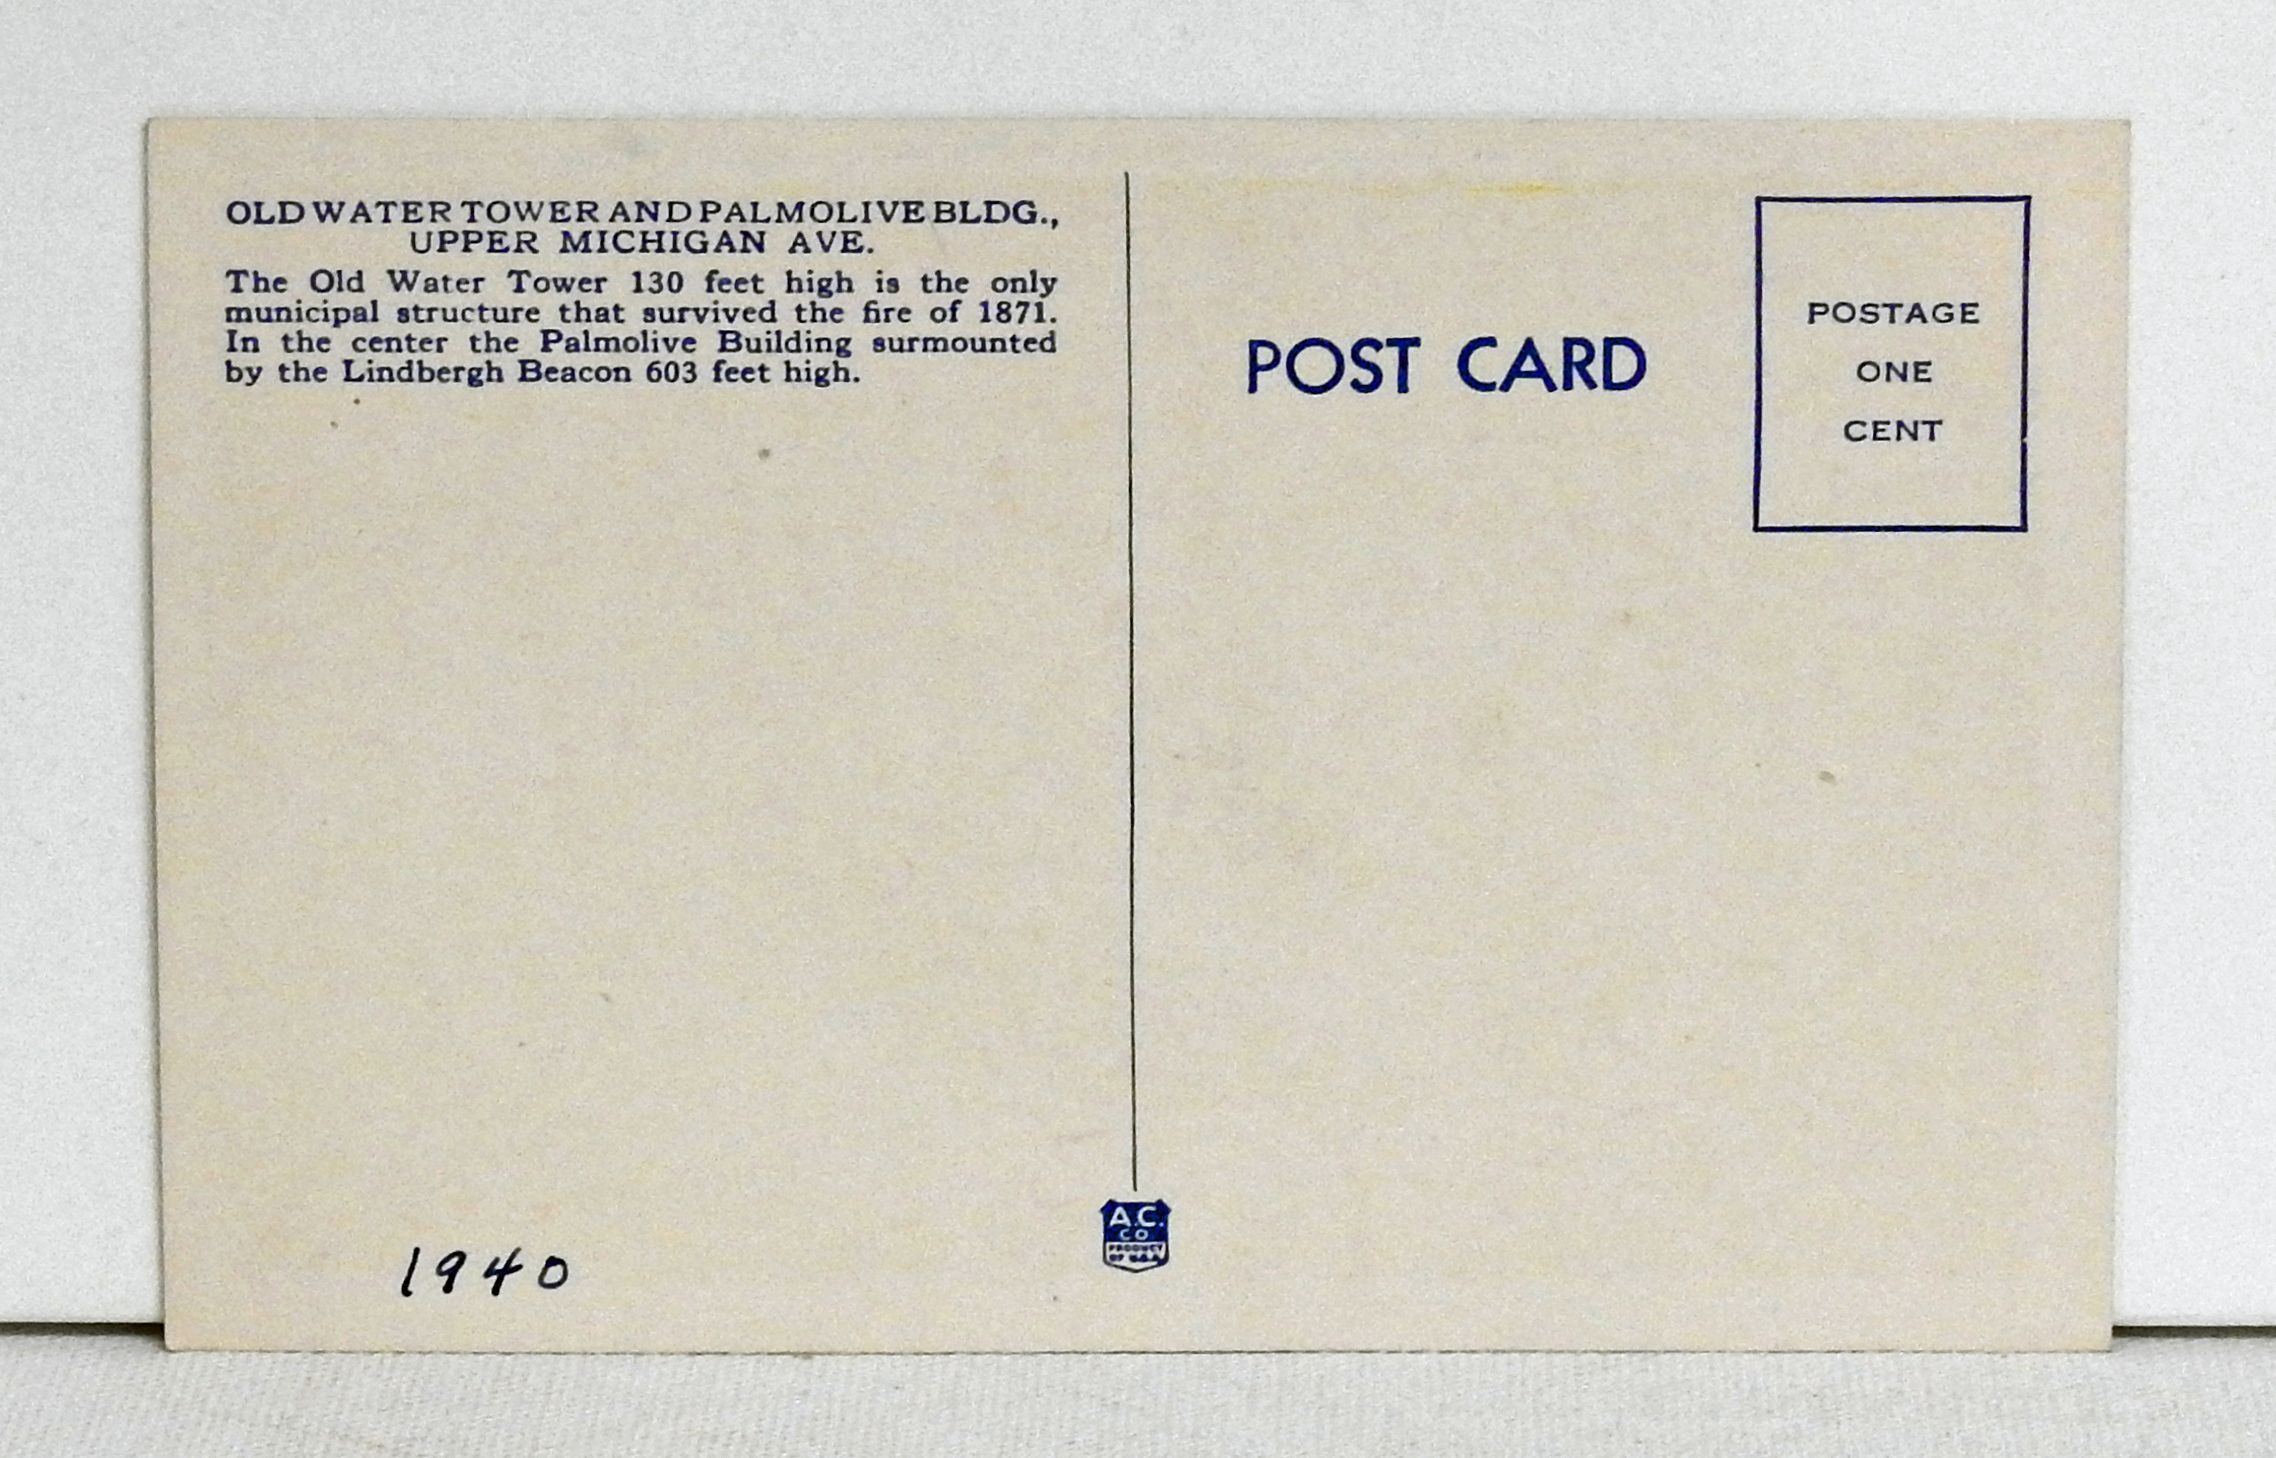 OLD WATER TOWER AND PALMOLIVE BLDG.,
UPPER MICHIGAN AVE.
The Old Water Tower 130 feet high is the only
municipal structure that survived the fire of 1871.
In the center the Palmolive Building surmounted
by the Lindbergh Beacon 603 feet high.
POST CARD
POSTAGE
ONE
CENT
A.C.
CO
PRODUCT
OF U.S.A.
1940